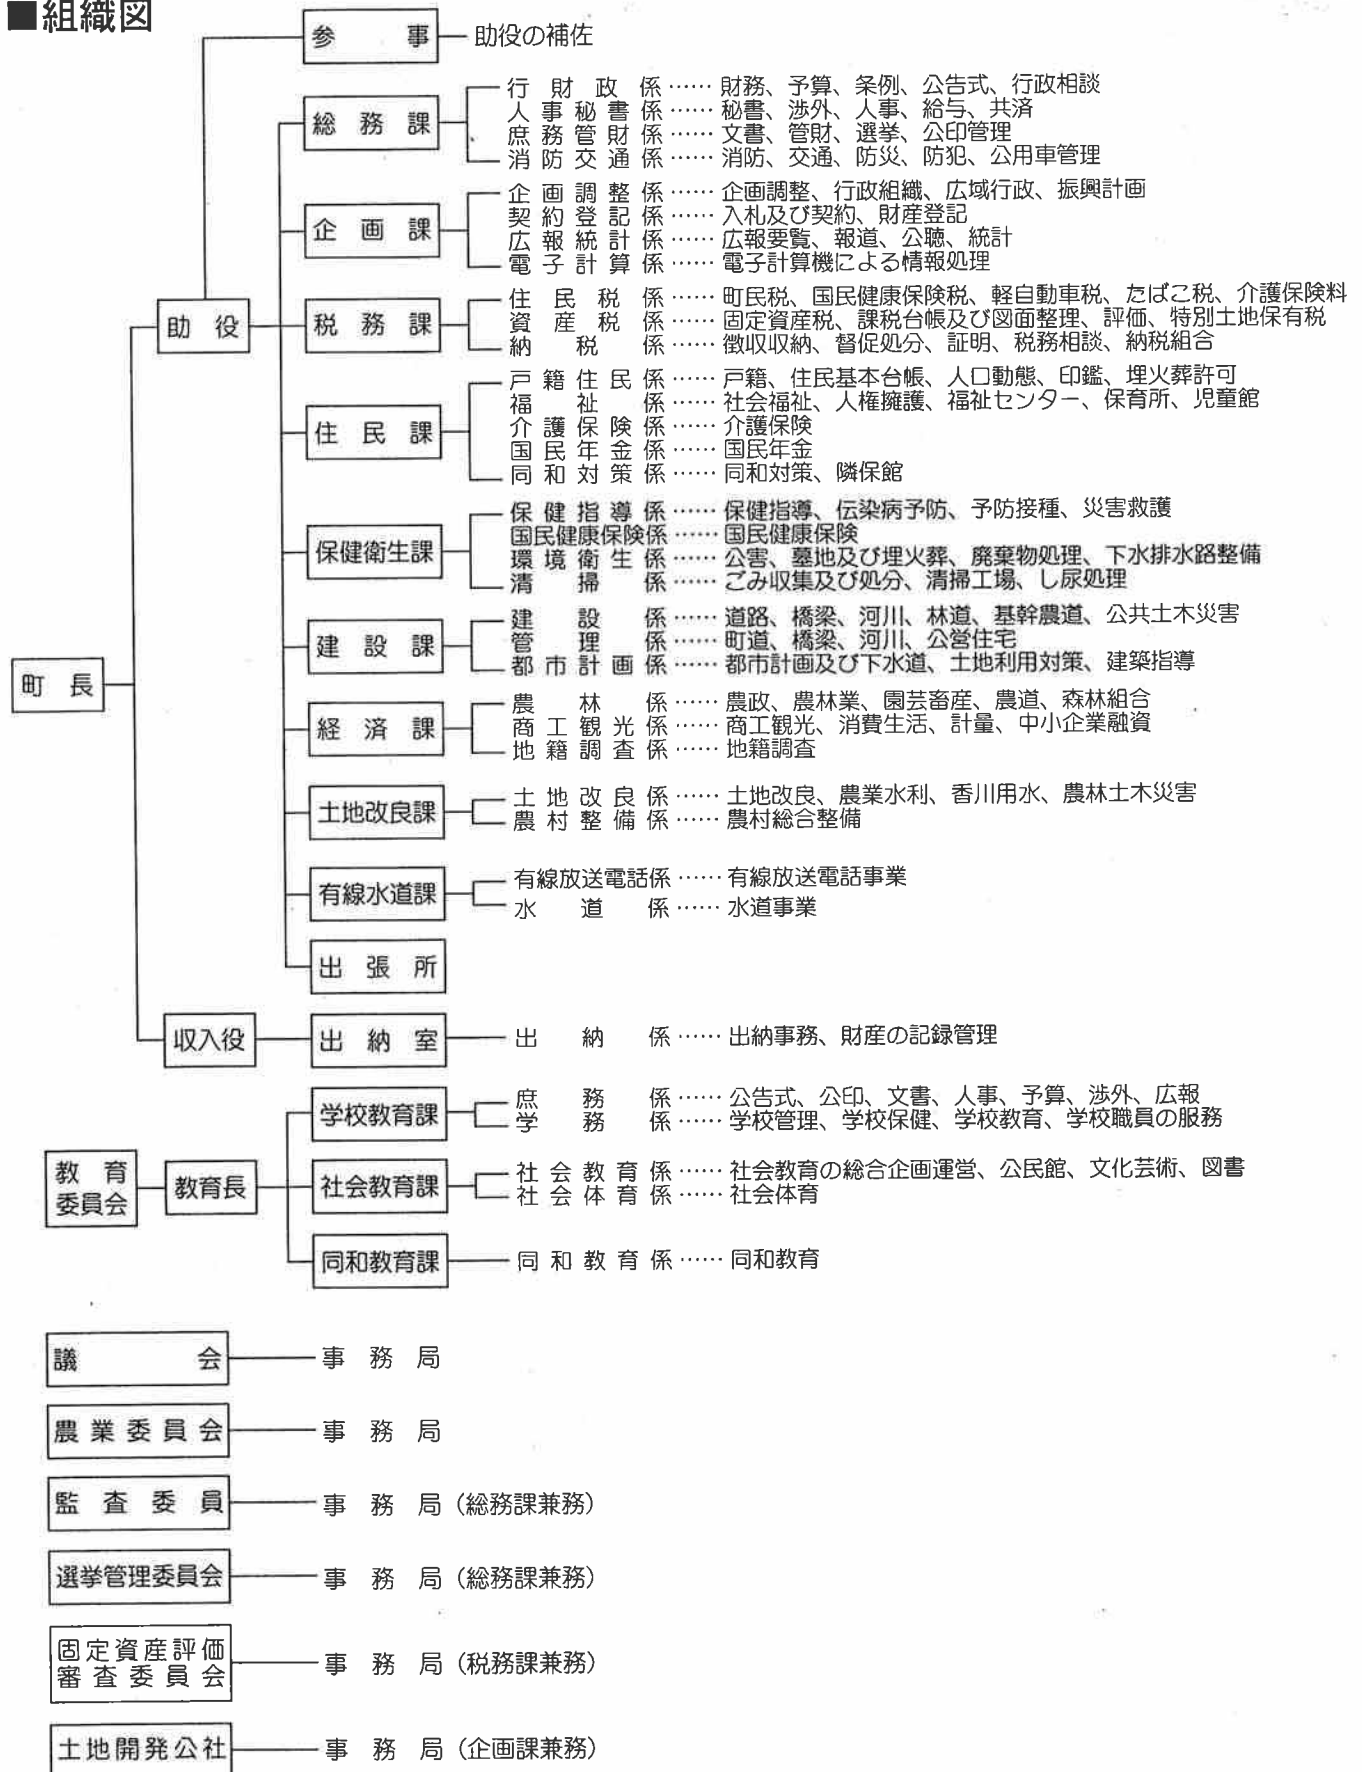 ■組織図
参事 助役の補佐
総務課
行財政係……財務、予算、条例、公告式、行政相談
人事秘書係……秘書、渉外、人事、給与、共済
庶務管財係……文書、管財、選挙、公印管理
消防交通係……消防、交通、防災、防犯、公用車管理
企画課
企画調整係……企画調整、行政組織、広域行政、振興計画
契約登記係……入札及び契約、財産登記
広報統計係……広報要覧、報道、公聴、統計
電子計算係……電子計算機による情報処理
助役
税務課
住民税係……町民税、国民健康保険税、軽自動車税、たばこ税、介護保険料
資産税係……固定資産税、課税台帳及び図面整理、評価、特別土地保有税
納税係……徴収収納、督促処分、証明、税務相談、納税組合
住民課
戸籍住民係……戸籍、住民基本台帳、人口動態、印鑑、埋火葬許可
福祉係……社会福祉、人権擁護、福祉センター、保育所、児童館
介護保険係……介護保険
国民年金係……国民年金
同和対策係……同和対策、隣保館
保健衛生課
保健指導係……保健指導、伝染病予防、予防接種、災害救護
国民健康保険係……国民健康保険
環境衛生係……公害、墓地及び埋火葬、廃棄物処理、下水排水路整備
清掃係……ごみ収集及び処分、清掃工場、し尿処理
建設課
建設係……道路、橋梁、河川、林道、基幹農道、公共土木災害
管理係……町道、橋梁、河川、公営住宅
都市計画係……都市計画及び下水道、土地利用対策、建築指導
町長
経済課
農林係……農政、農林業、園芸畜産、農道、森林組合
商工観光係……商工観光、消費生活、計量、中小企業融資
地籍調査係……地籍調査
土地改良課
土地改良係……土地改良、農業水利、香川用水、農林土木災害
農村整備係……農村総合整備
有線水道課
有線放送電話係……有線放送電話事業
水道係……水道事業
出張所
収入役
出納室
出納係……出納事務、財産の記録管理
学校教育課
庶務係……公告式、公印、文書、人事、予算、渉外、広報
学務係……学校管理、学校保健、学校教育、学校職員の服務
教育
委員会
教育長
社会教育課
社会教育係……社会教育の総合企画運営、公民館、文化芸術、図書
社会体育係……社会体育
同和教育課
同和教育係……同和教育
議会 事務局
農業委員会 事務局
監査委員 事務局(総務課兼務)
選挙管理委員会 事務局(総務課兼務)
固定資産評価
審査委員会
事務局(税務課兼務)
土地開発公社 事務局(企画課兼務)